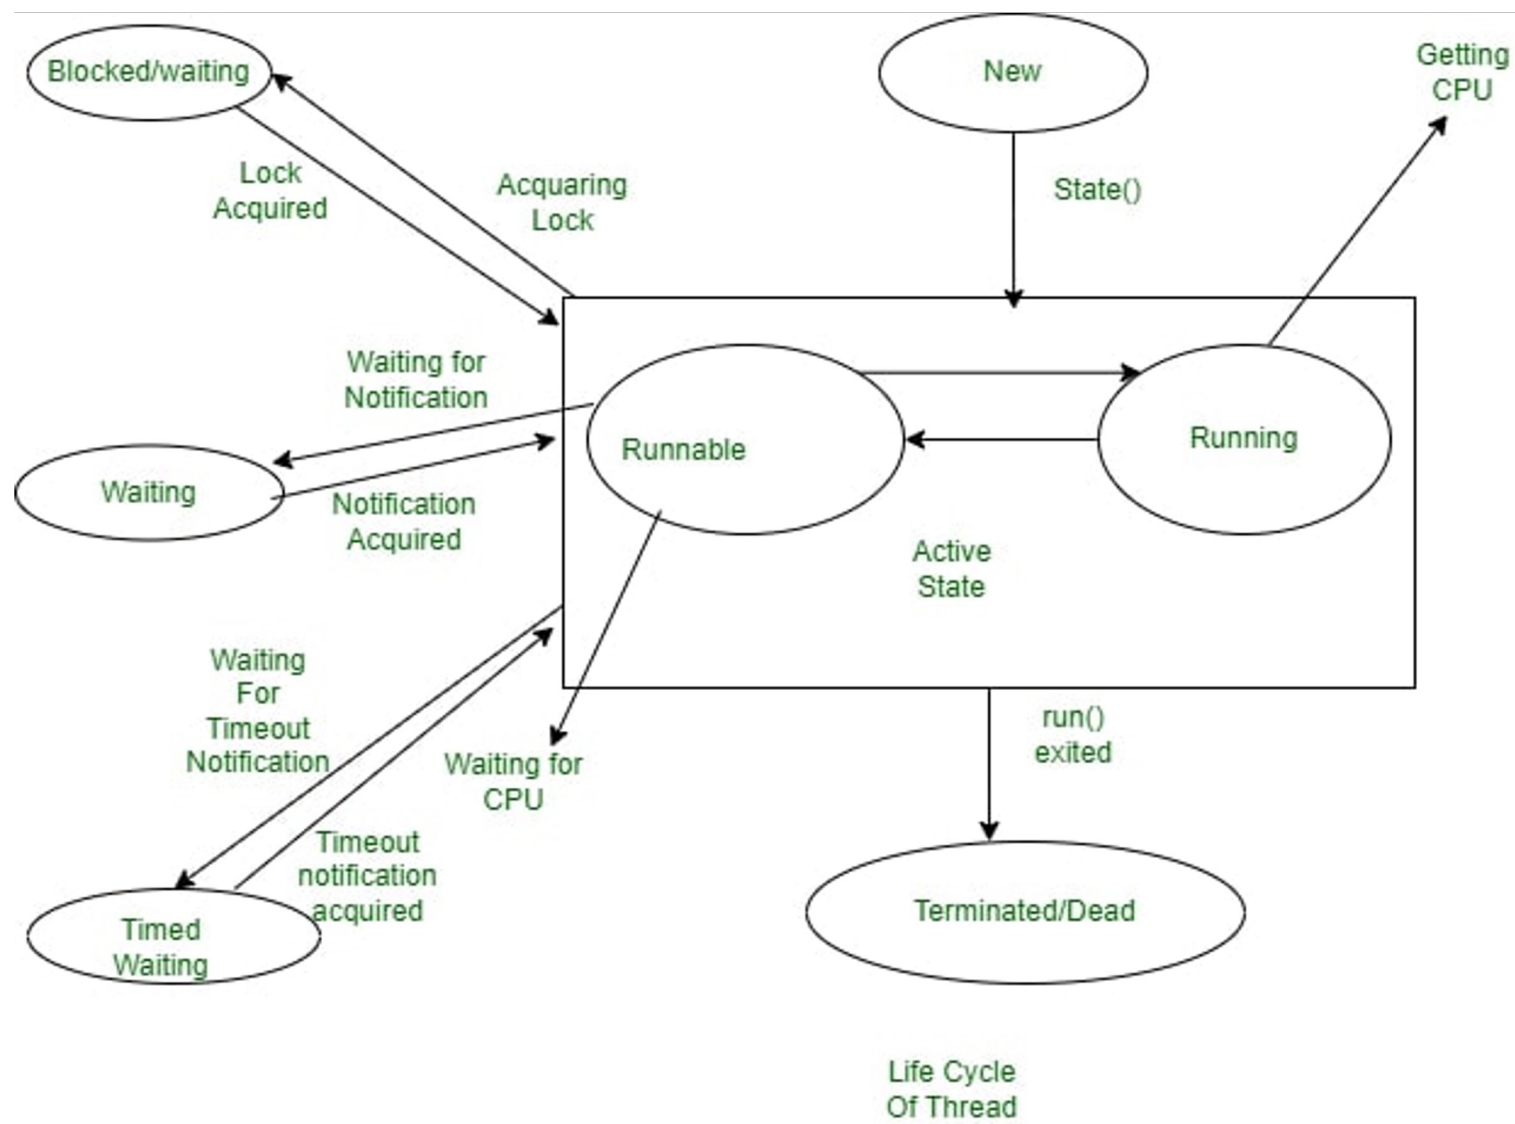 Blocked/waiting
New
Getting
CPU
Lock
Acquired
Acquaring
Lock
State()
Waiting for
Notification
Runnable
Running
Waiting
Notification
Acquired
Active
State
Waiting
For
Timeout
Notification
Waiting for
CPU
run()
exited
Timeout
notification
acquired
Timed
Waiting
Terminated/Dead
Life Cycle
Of Thread